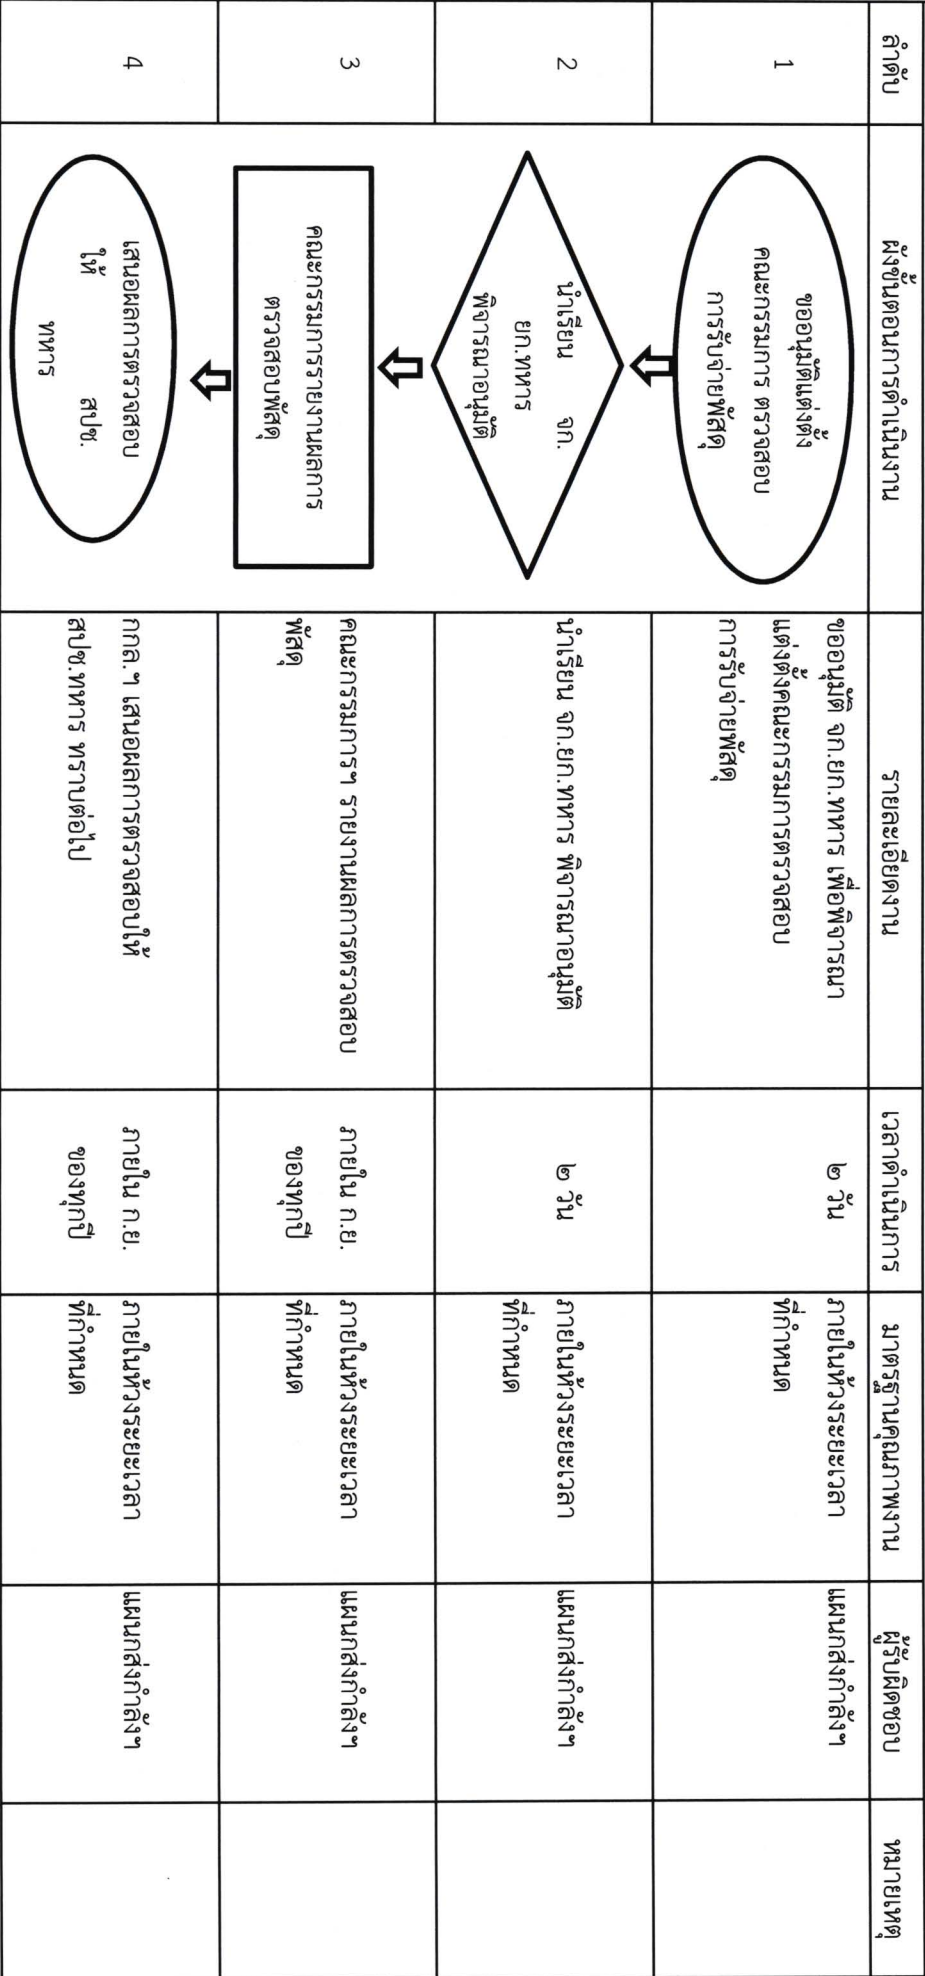 ลำดับ
ผังขั้นตอนการดำเนินงาน
รายละเอียดงาน
เวลาดำเนินการ
มาตรฐานคุณภาพงาน
ผู้รับผิดชอบ
หมายเหตุ
1
ขออนุมัติแต่งตั้ง
คณะกรรมการ ตรวจสอบ
การรับจ่ายพัสดุ
ขออนุมัติ จก.ยก.ทหาร เพื่อพิจารณา
แต่งตั้งคณะกรรมการตรวจสอบ
การรับจ่ายพัสดุ
๒ วัน
ภายในห้วงระยะเวลา
ที่กำหนด
แผนกส่งกำลังฯ
2
นำเรียน จก.
ยก.ทหาร
พิจารณาอนุมัติ
นำเรียน จก.ยก.ทหาร พิจารณาอนุมัติ
๒ วัน
ภายในห้วงระยะเวลา
ที่กำหนด
แผนกส่งกำลังฯ
3
คณะกรรมการรายงานผลการ
ตรวจสอบพัสดุ
คณะกรรมการฯ รายงานผลการตรวจสอบ
พัสดุ
ภายใน ก.ย.
ของทุกปี
ภายในห้วงระยะเวลา
ที่กำหนด
แผนกส่งกำลังฯ
4
เสนอผลการตรวจสอบ
ให้ สปช.
ทหาร
กกล.ฯ เสนอผลการตรวจสอบให้
สปช.ทหาร ทราบต่อไป
ภายใน ก.ย.
ของทุกปี
ภายในห้วงระยะเวลา
ที่กำหนด
แผนกส่งกำลังฯ